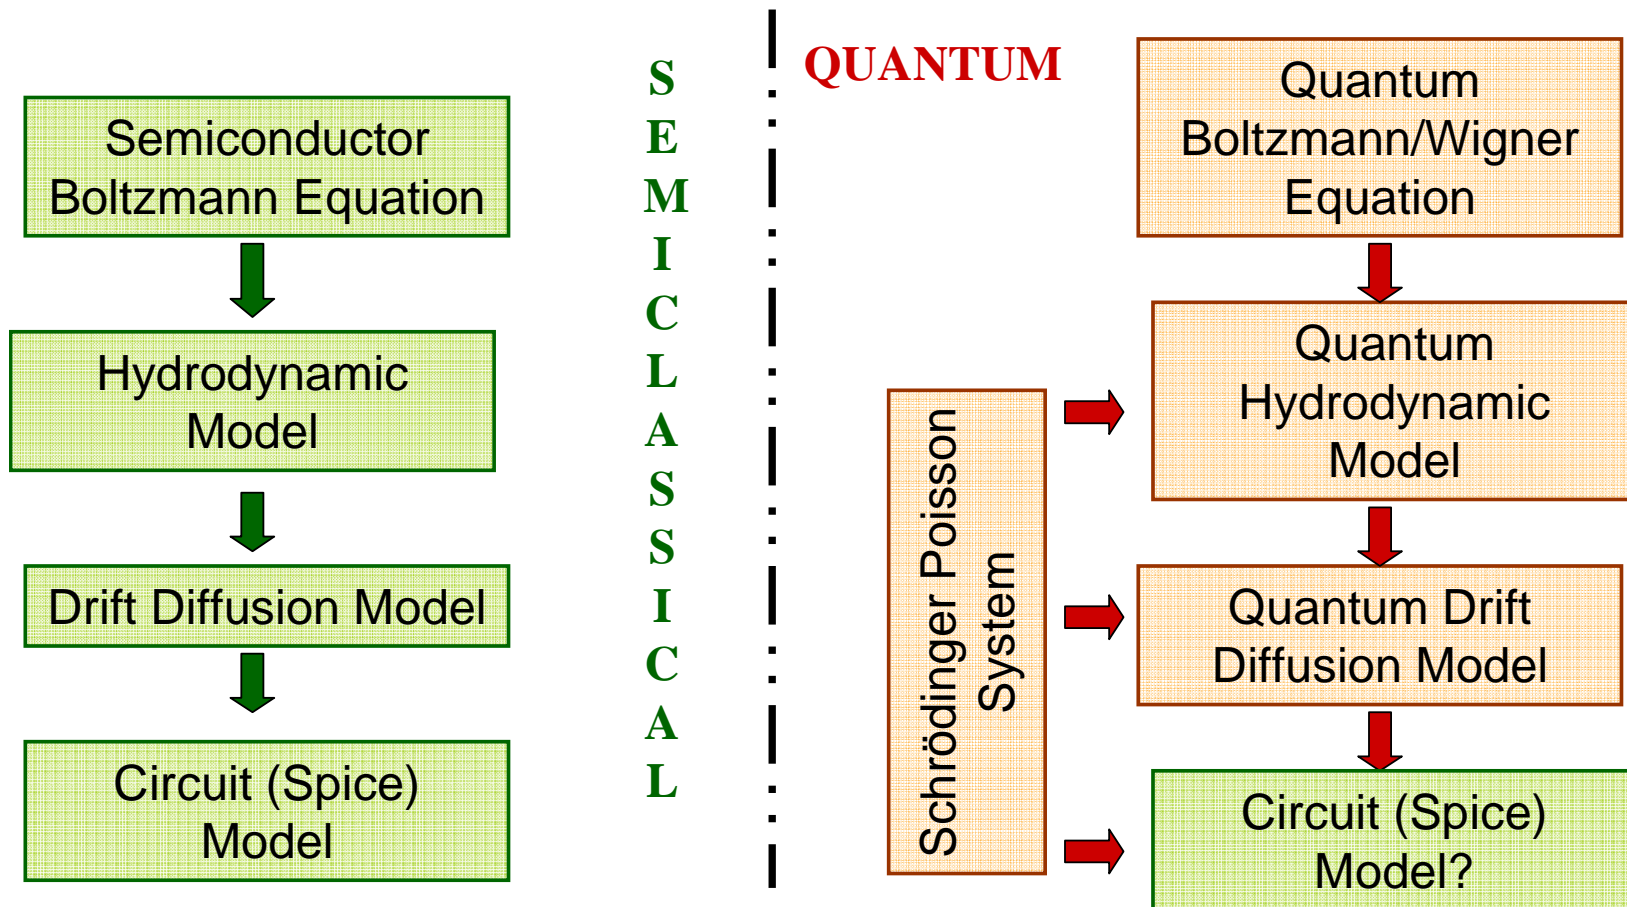 Semiconductor
Boltzmann Equation
Hydrodynamic
Model
Drift Diffusion Model
Circuit (Spice)
Model
S
E
M
I
C
L
A
S
S
I
C
A
L
QUANTUM
Quantum
Boltzmann/Wigner
Equation
Schrödinger Poisson
System
Quantum
Hydrodynamic
Model
Quantum Drift
Diffusion Model
Circuit (Spice)
Model?